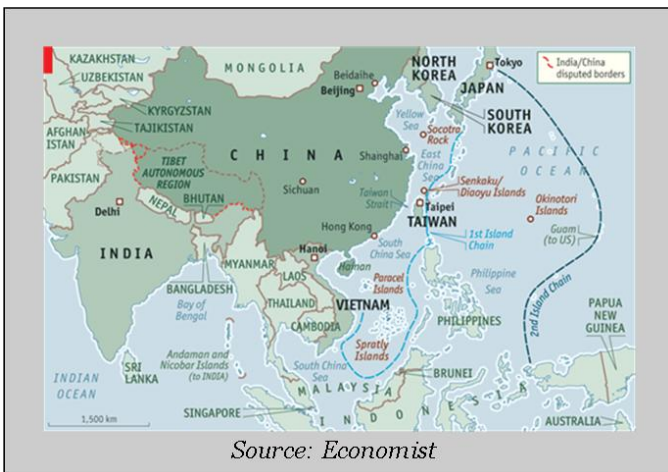 KAZAKHSTAN
UZBEKISTAN
MONGOLIA
NORTH
KOREA
Tokyo
India/China
disputed borders
Beidaihe
Beijing
JAPAN
KYRGYZSTAN
TAJIKISTAN
AFGHAN
ISTAN
Yellow
Sea
Socotra
Rock
SOUTH
KOREA
PACIFIC
OCEAN
CHINA
TIBET
AUTONOMOUS
REGION
Shanghai
East
China
Sea
PAKISTAN
Sichuan
Senkaku/
Diaoyu Islands
Taiwan
Strait
Taipei
TAIWAN
Okinotori
Islands
Delhi
NEPAL
BHUTAN
Hong Kong
1st Island
Chain
Guam
(to US)
INDIA
Hanoi
South
China Sea
MYANMAR
LAOS
Hainan
Paracel
Islands
Philippine
Sea
BANGLADESH
Bay of
Bengal
THAILAND
VIETNAM
2nd Island Chain
PAPUA
NEW
GUINEA
CAMBODIA
PHILIPPINES
Spratly
Islands
Andaman and
Nicobar Islands
(to INDIA)
SRI
LANKA
South China
Sea
BRUNEI
INDIAN
OCEAN
MALAYSIA
SINGAPORE
INDONESIA
AUSTRALIA
1,500 km
Source: Economist